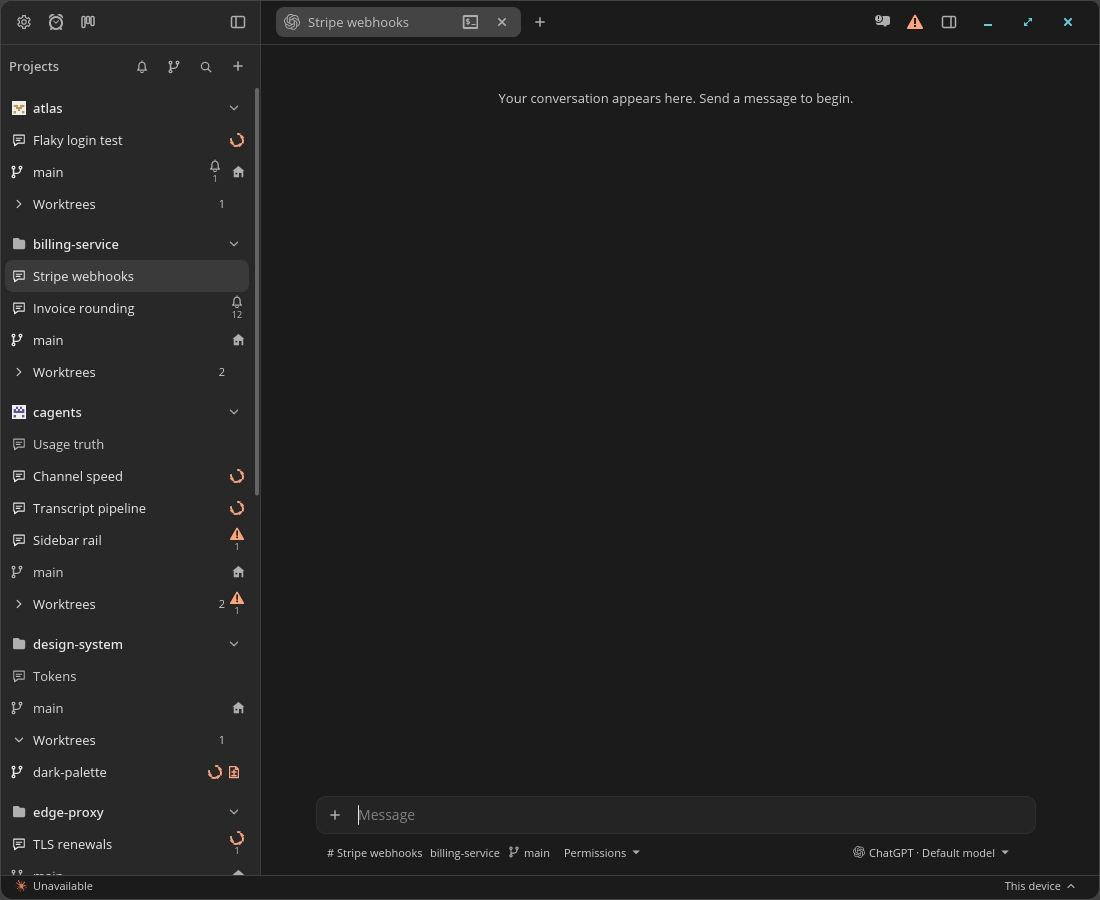 Stripe webhooks
Projects
Your conversation appears here. Send a message to begin.
atlas
Flaky login test
main
1
Worktrees
1
billing-service
Stripe webhooks
Invoice rounding
12
main
Worktrees
2
cagents
Usage truth
Channel speed
Transcript pipeline
Sidebar rail
1
main
Worktrees
2
1
design-system
Tokens
main
Worktrees
1
dark-palette
edge-proxy
TLS renewals
1
main
Message
# Stripe webhooks billing-service main Permissions
ChatGPT · Default model
Unavailable
This device